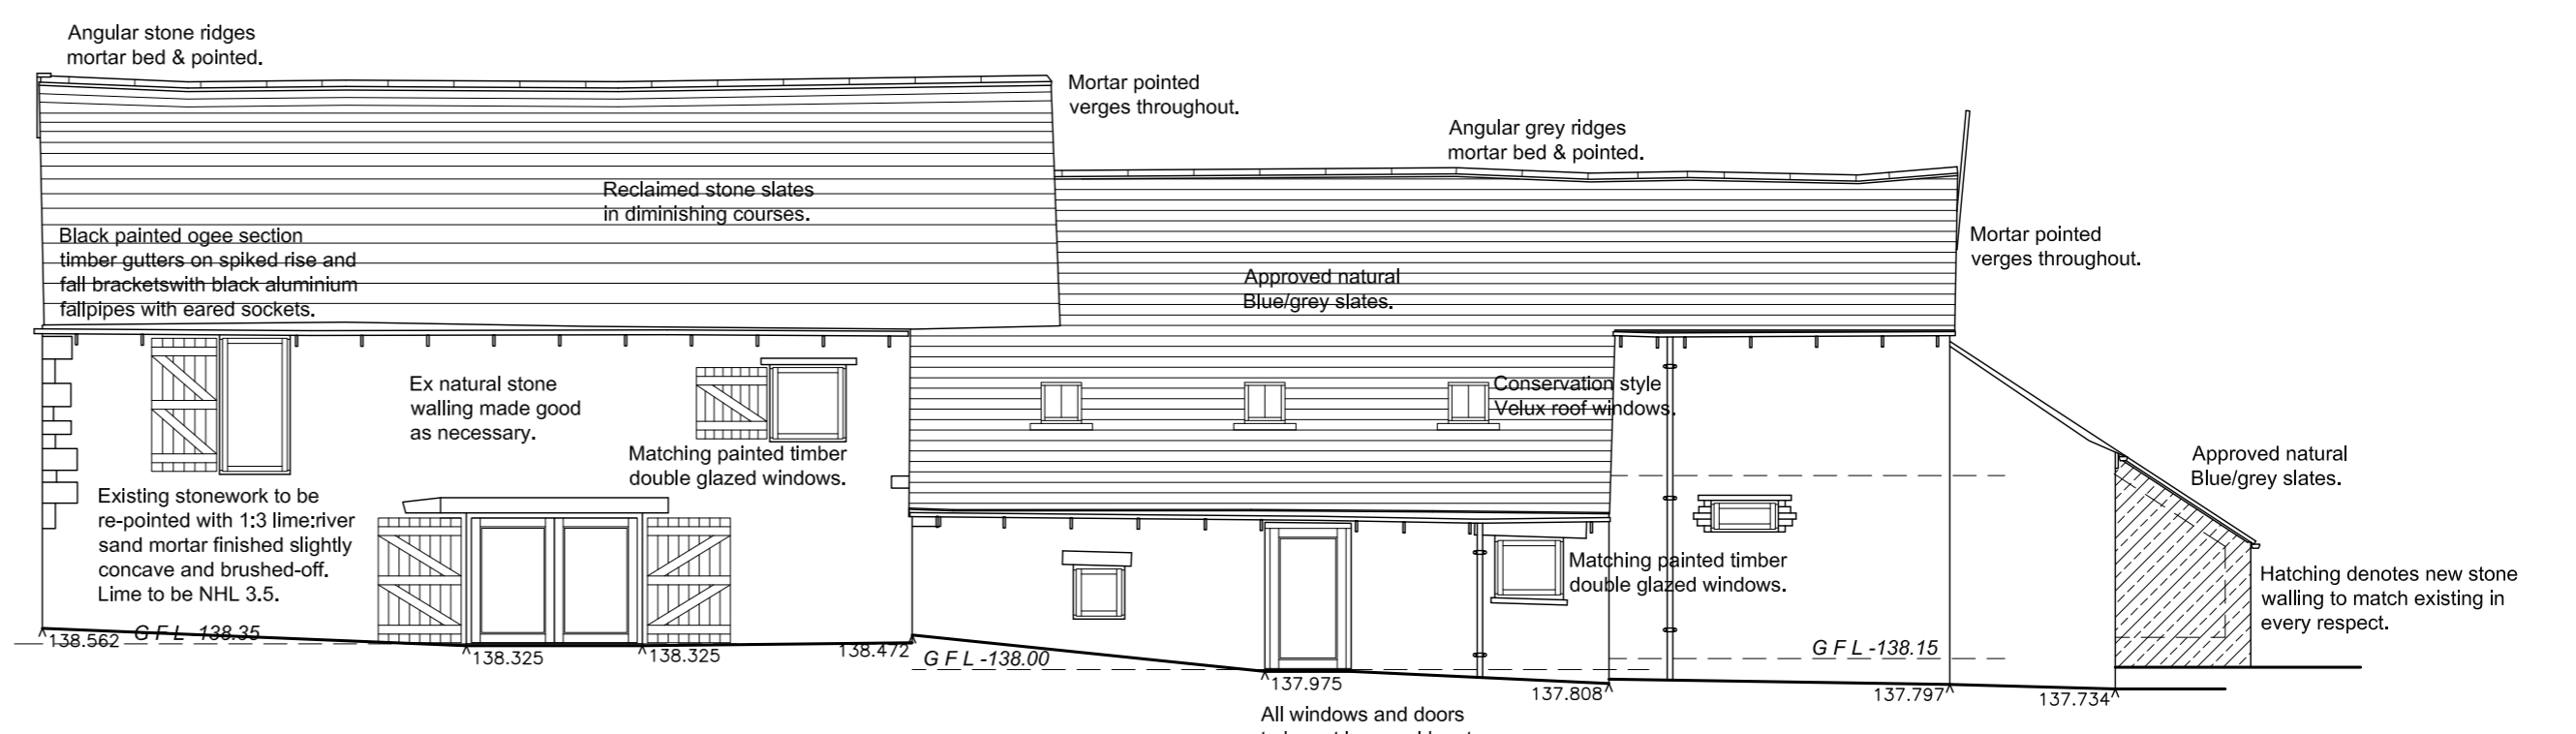 Angular stone ridges
mortar bed & pointed.
Mortar pointed
verges throughout.
Angular grey ridges
mortar bed & pointed.
Reclaimed stone slates
in diminishing courses.
Black painted ogee section
timber gutters on spiked rise and
fall bracketswith black aluminium
fallpipes with eared sockets.
Approved natural
Blue/grey slates.
Mortar pointed
verges throughout.
Ex natural stone
walling made good
as necessary.
Matching painted timber
double glazed windows.
Conservation style
Velux roof windows.
Existing stonework to be
re-pointed with 1:3 lime:river
sand mortar finished slightly
concave and brushed-off.
Lime to be NHL 3.5.
Matching painted timber
double glazed windows.
Approved natural
Blue/grey slates.
Hatching denotes new stone
walling to match existing in
every respect.
138.562
G F L -138.35
138.325
138.325
138.472
G F L -138.00
137.975
137.808
G F L -138.15
137.797
137.734
All windows and doors